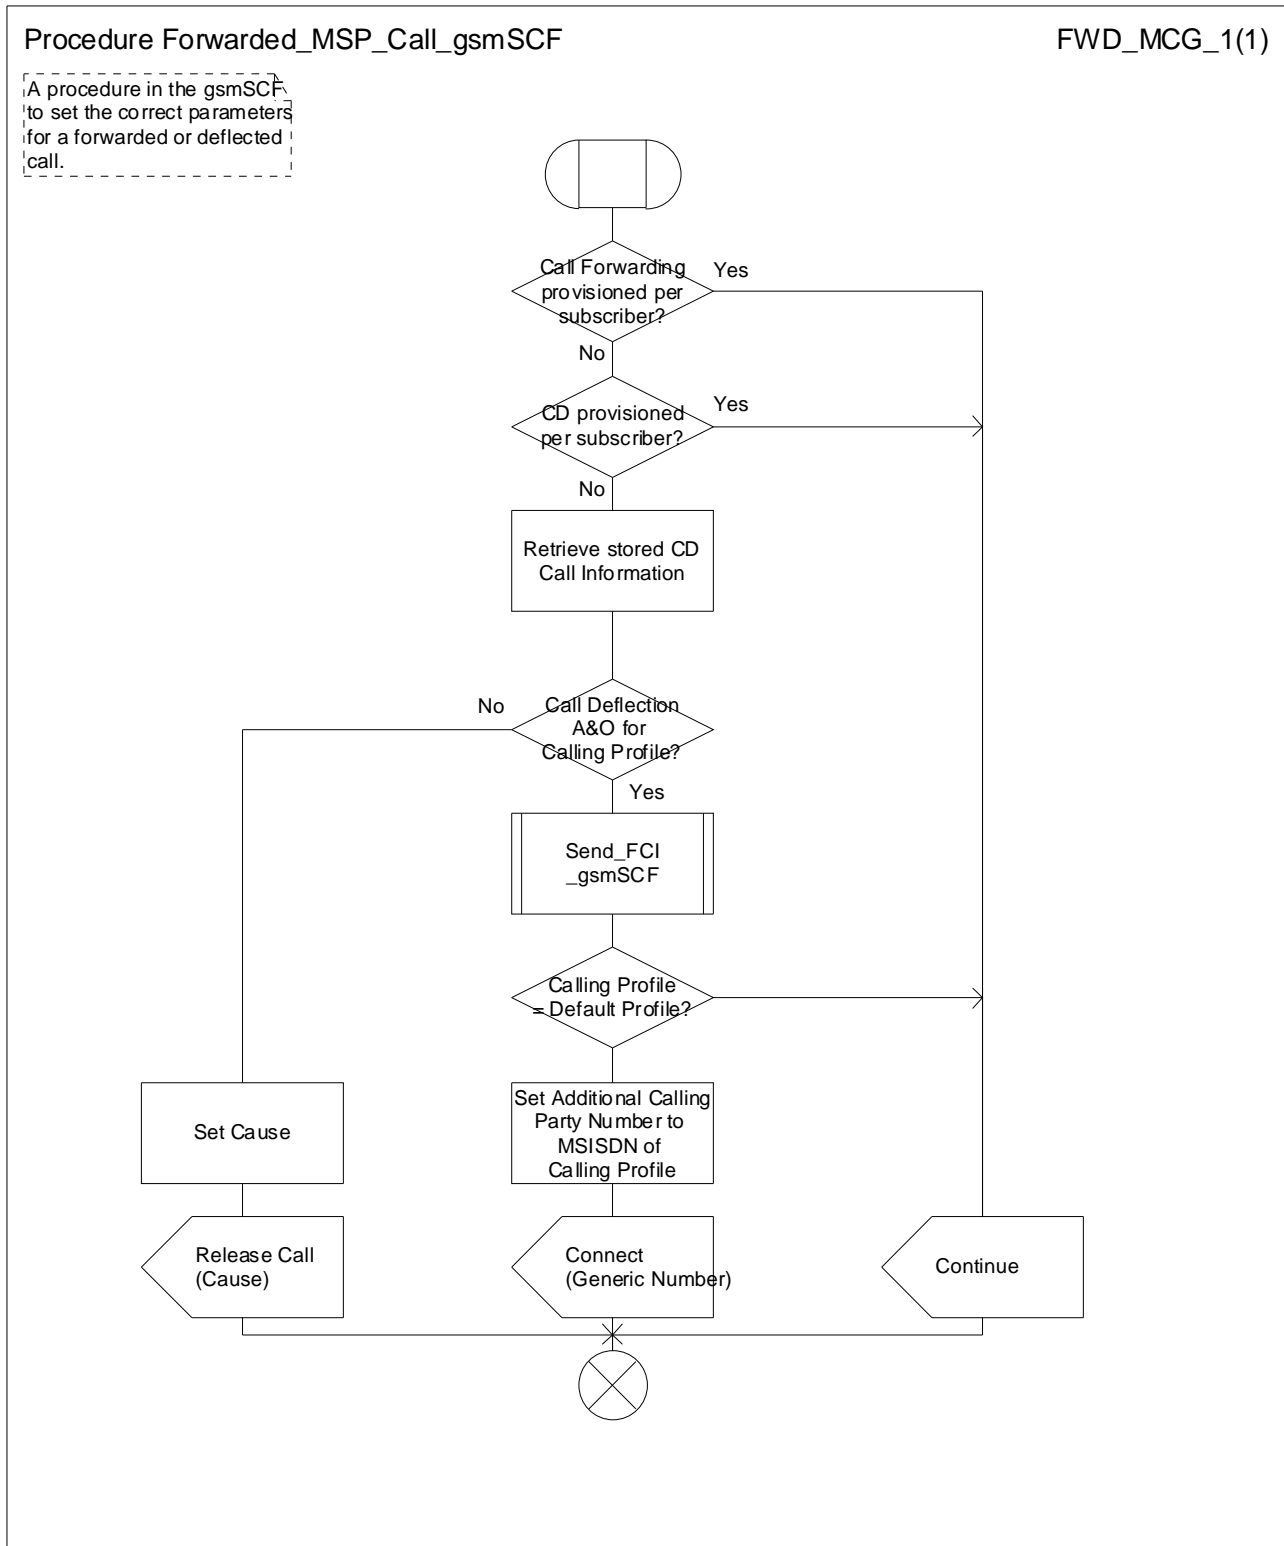 Procedure Forwarded_MSP_Call_gsmSCF
FWD_MCG_1(1)
A procedure in the gsmSCF
to set the correct parameters
for a forwarded or deflected
call.
Call Forwarding
provisioned per
subscriber?
Yes
No
CD provisioned
per subscriber?
Yes
No
Retrieve stored CD
Call Information
No
Call Deflection
A&O for
Calling Profile?
Yes
Send_FCI
_gsmSCF
Calling Profile
= Default Profile?
Set Cause
Set Additional Calling
Party Number to
MSISDN of
Calling Profile
Release Call
(Cause)
Connect
(Generic Number)
Continue